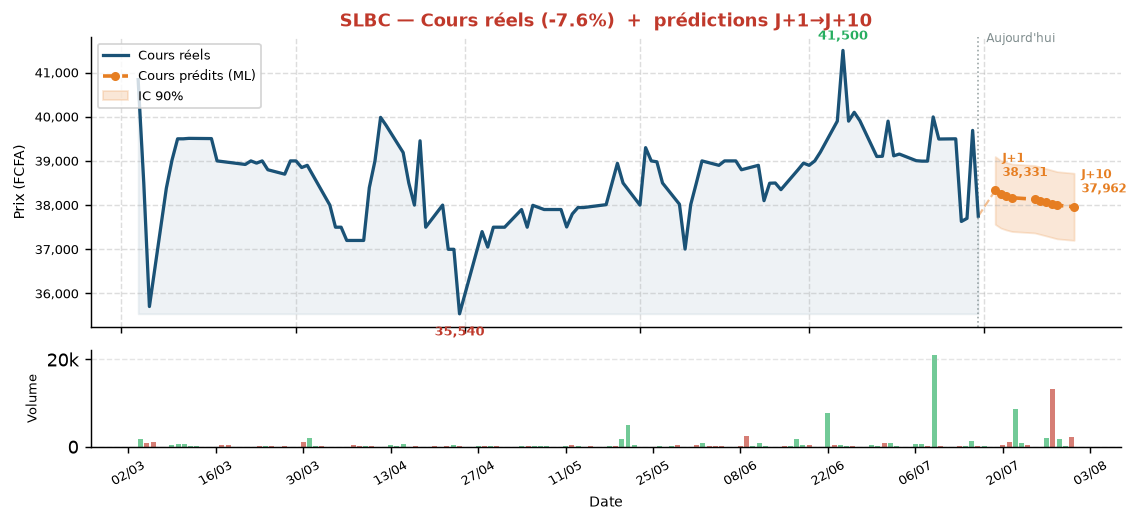 SLBC — Cours réels (-7.6%)  +  prédictions J+1→J+10
41,500
Aujourd'hui
Cours réels
Cours prédits (ML)
IC 90%
41,000
40,000
39,000
38,000
37,000
36,000
Prix (FCFA)
J+1
38,331
J+10
37,962
35,540
20k
0
Volume
02/03
16/03
30/03
13/04
27/04
11/05
25/05
08/06
22/06
06/07
20/07
03/08
Date